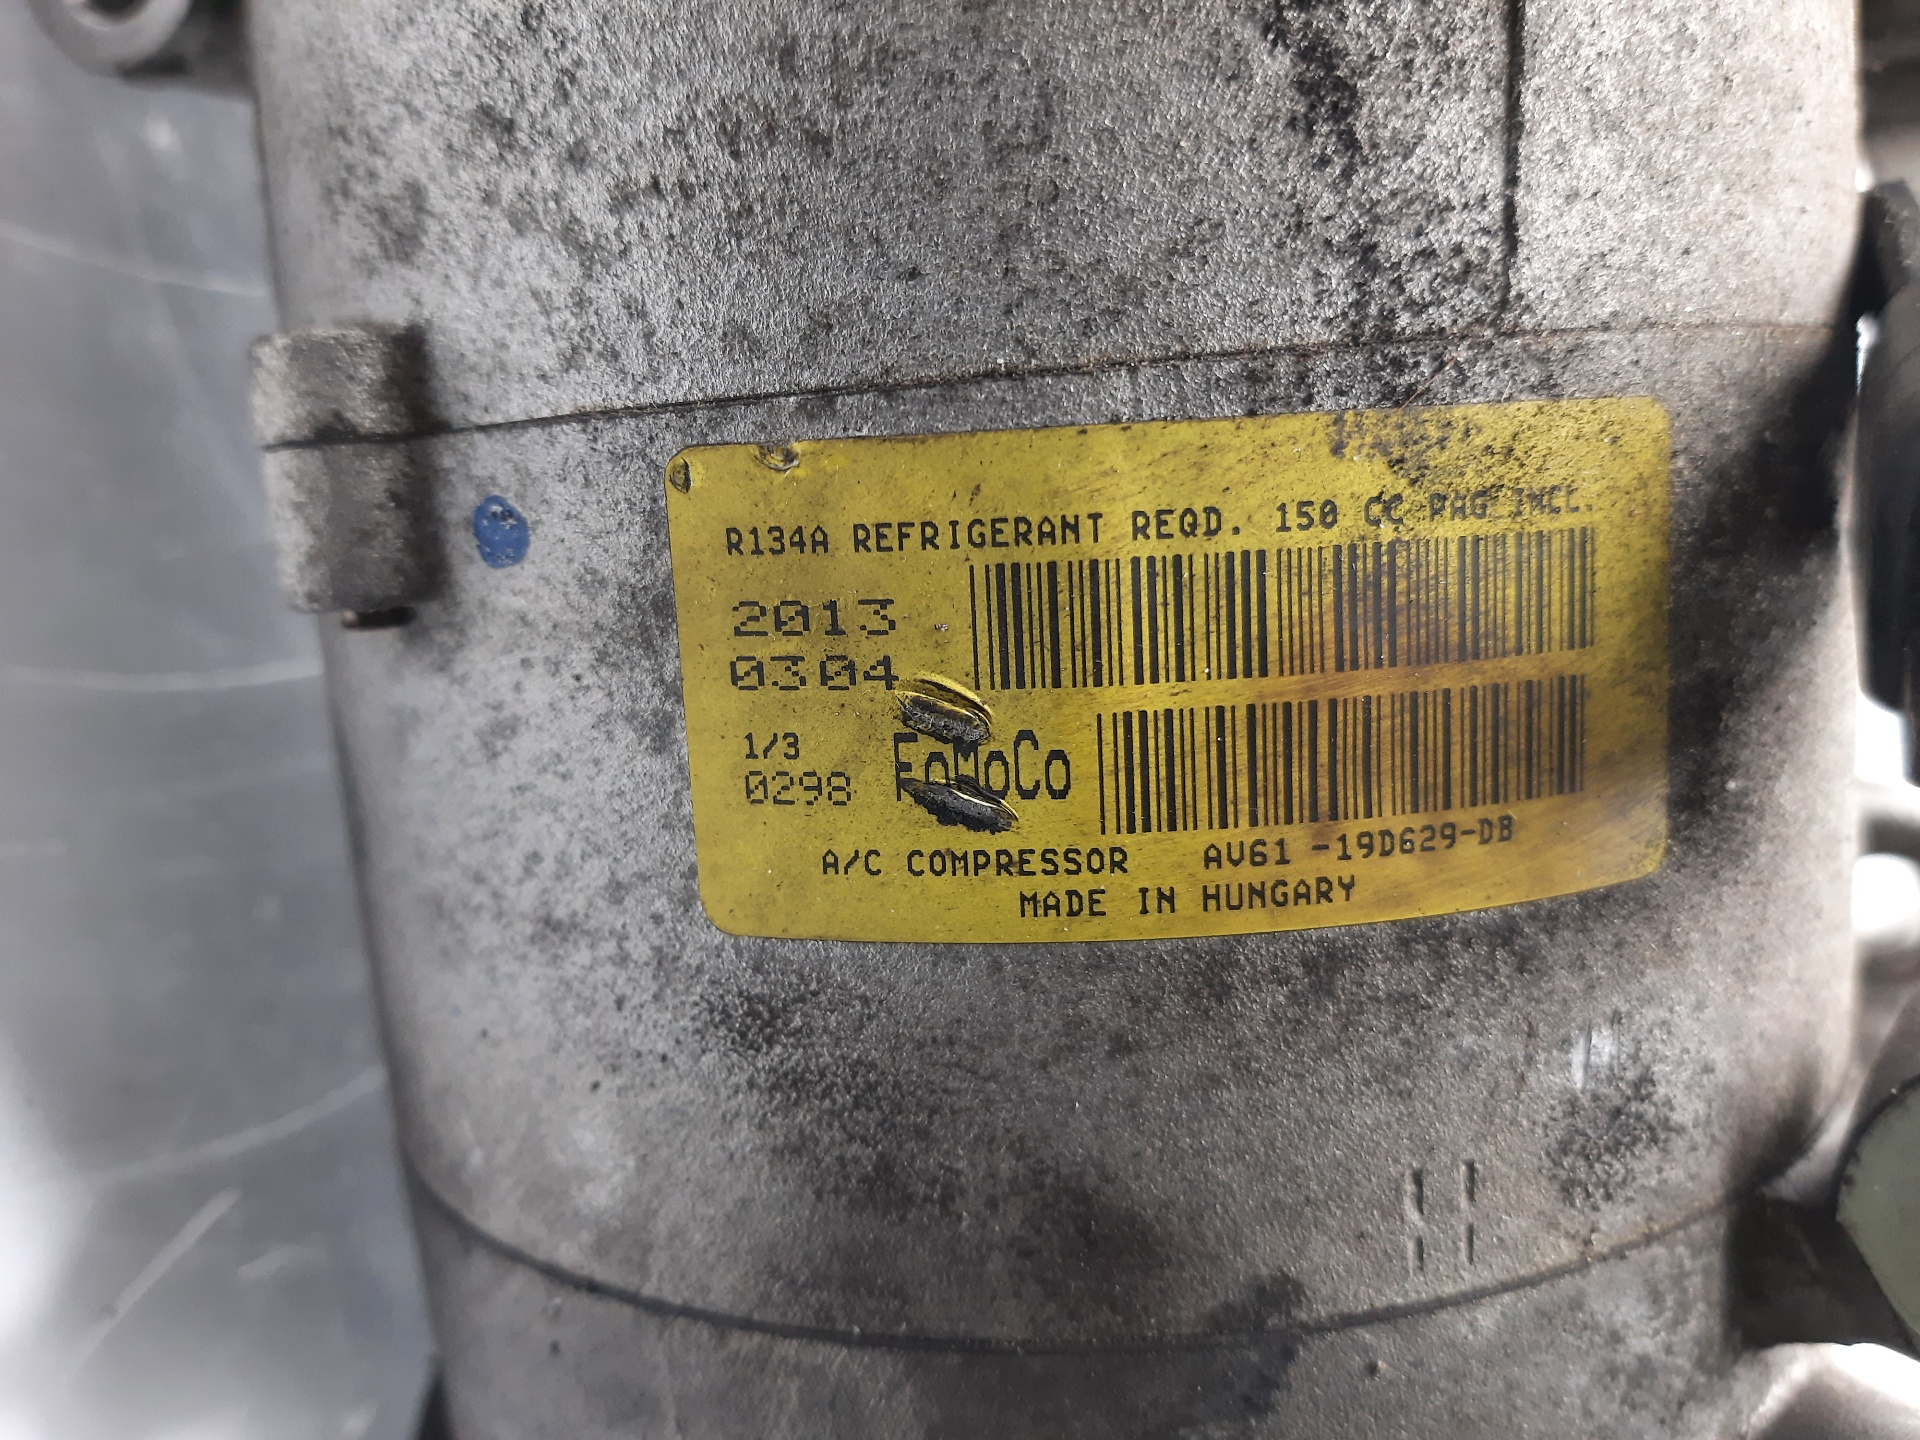 R134A REFRIGERANT REQD. 150 CC PAG INCL.
2013
0304
1/3
0298 FoMoCo
A/C COMPRESSOR AV61 -19D629-DB
MADE IN HUNGARY